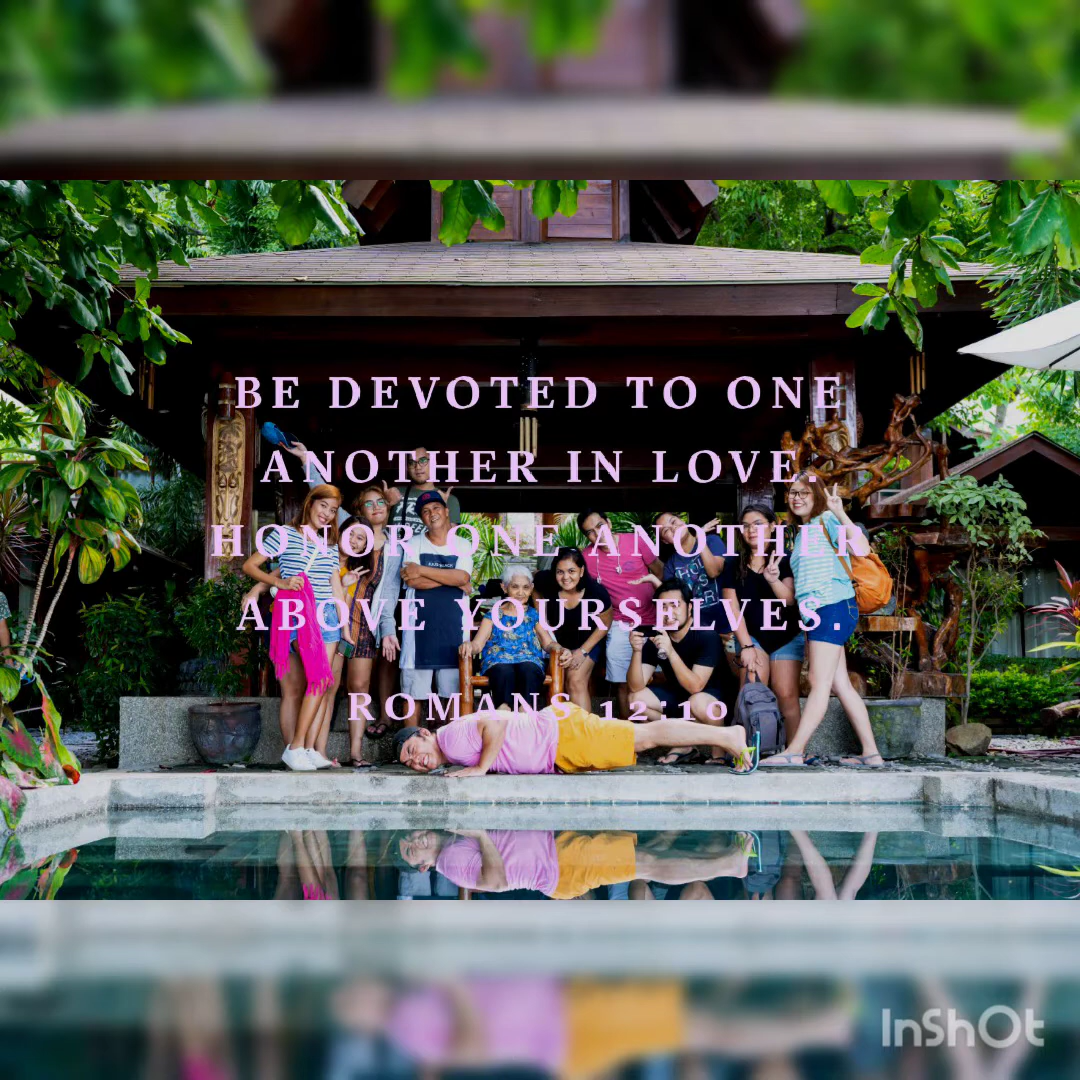 BE DEVOTED TO ONE
ANOTHER IN LOVE.
HONOR ONE ANOTHER
ABOVE YOURSELVES.
ROMANS 12:10
InShOt